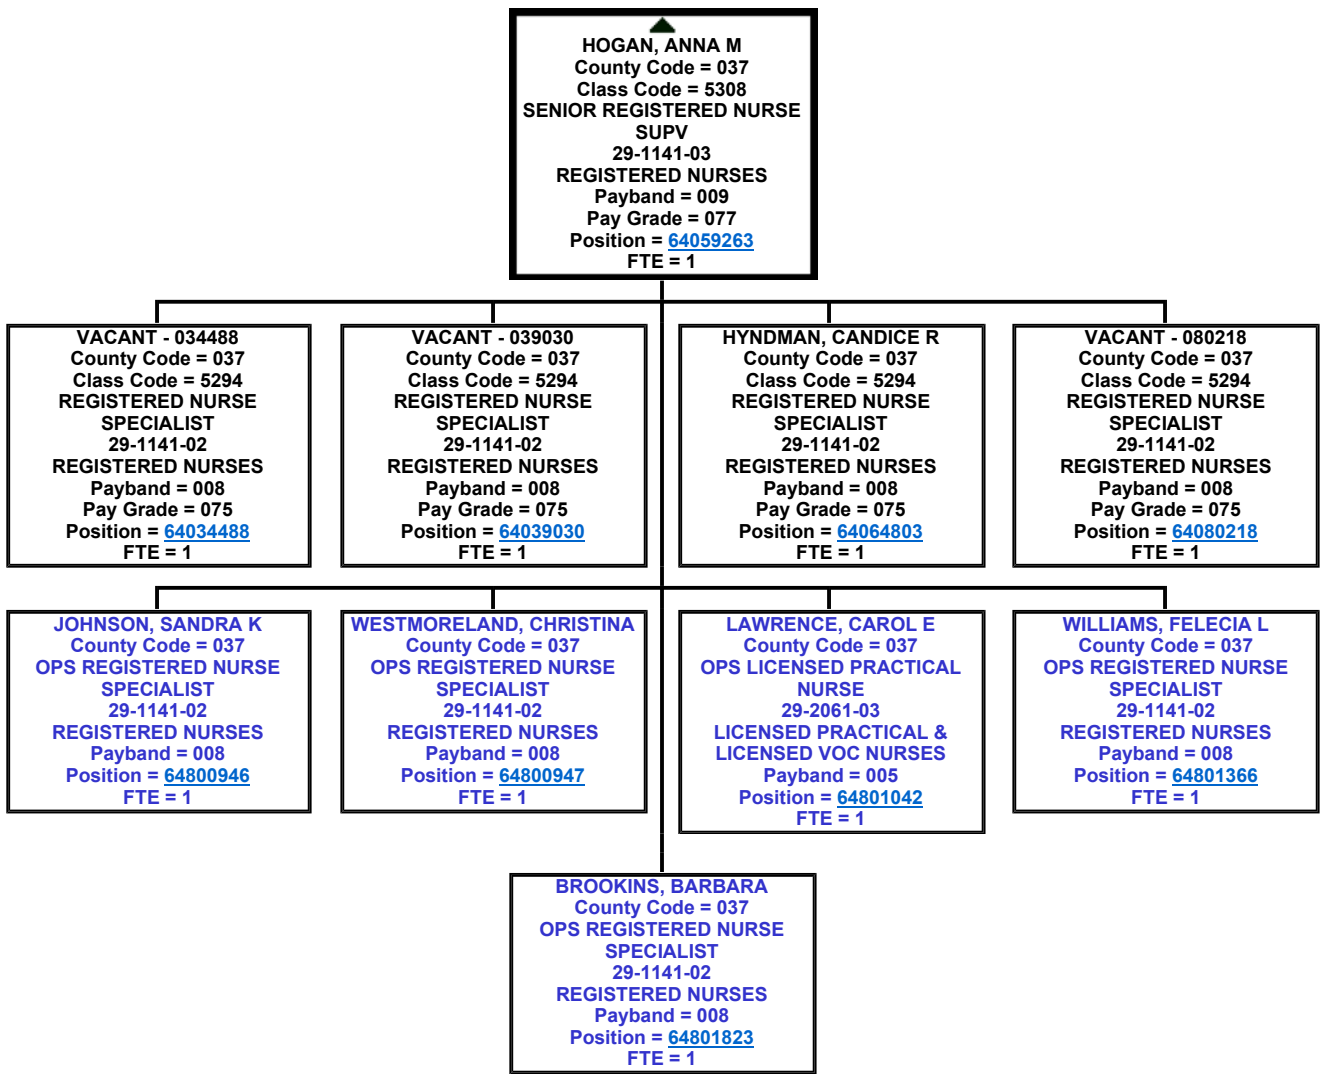 HOGAN, ANNA M
County Code = 037
Class Code = 5308
SENIOR REGISTERED NURSE
SUPV
29-1141-03
REGISTERED NURSES
Payband = 009
Pay Grade = 077
Position = 64059263
FTE = 1
VACANT - 034488
County Code = 037
Class Code = 5294
REGISTERED NURSE
SPECIALIST
29-1141-02
REGISTERED NURSES
Payband = 008
Pay Grade = 075
Position = 64034488
FTE = 1
VACANT - 039030
County Code = 037
Class Code = 5294
REGISTERED NURSE
SPECIALIST
29-1141-02
REGISTERED NURSES
Payband = 008
Pay Grade = 075
Position = 64039030
FTE = 1
HYNDMAN, CANDICE R
County Code = 037
Class Code = 5294
REGISTERED NURSE
SPECIALIST
29-1141-02
REGISTERED NURSES
Payband = 008
Pay Grade = 075
Position = 64064803
FTE = 1
VACANT - 080218
County Code = 037
Class Code = 5294
REGISTERED NURSE
SPECIALIST
29-1141-02
REGISTERED NURSES
Payband = 008
Pay Grade = 075
Position = 64080218
FTE = 1
JOHNSON, SANDRA K
County Code = 037
OPS REGISTERED NURSE
SPECIALIST
29-1141-02
REGISTERED NURSES
Payband = 008
Position = 64800946
FTE = 1
WESTMORELAND, CHRISTINA
County Code = 037
OPS REGISTERED NURSE
SPECIALIST
29-1141-02
REGISTERED NURSES
Payband = 008
Position = 64800947
FTE = 1
LAWRENCE, CAROL E
County Code = 037
OPS LICENSED PRACTICAL
NURSE
29-2061-03
LICENSED PRACTICAL &
LICENSED VOC NURSES
Payband = 005
Position = 64801042
FTE = 1
WILLIAMS, FELECIA L
County Code = 037
OPS REGISTERED NURSE
SPECIALIST
29-1141-02
REGISTERED NURSES
Payband = 008
Position = 64801366
FTE = 1
BROOKINS, BARBARA
County Code = 037
OPS REGISTERED NURSE
SPECIALIST
29-1141-02
REGISTERED NURSES
Payband = 008
Position = 64801823
FTE = 1